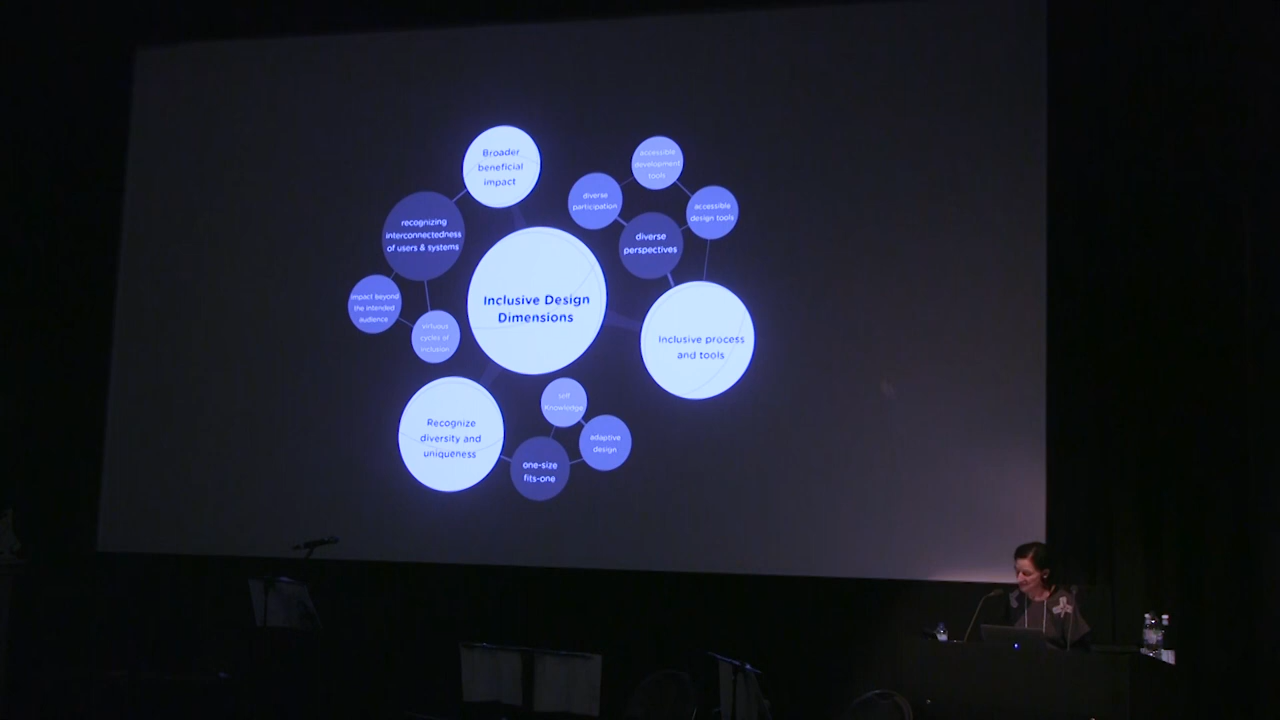 Broader
beneficial
impact
recognizing
interconnectedness
of users & systems
impact beyond
the intended
audience
virtuous
cycles of
inclusion
Inclusive Design
Dimensions
accessible
development
tools
diverse
participation
accessible
design tools
diverse
perspectives
Inclusive process
and tools
Recognize
diversity and
uniqueness
self
Knowledge
adaptive
design
one-size
fits-one